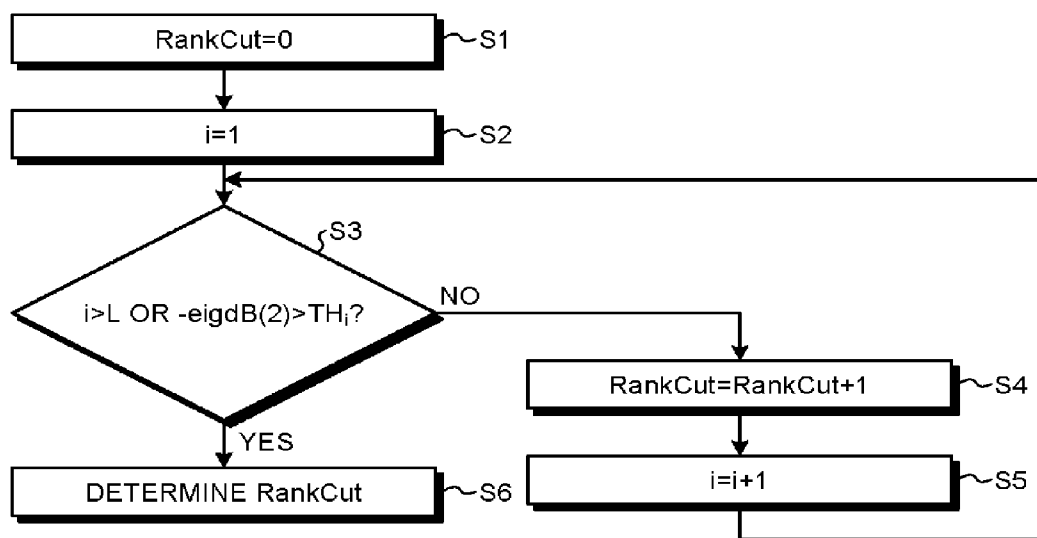 RankCut=0
S1
i=1
S2
S3
i>L OR -eigdB(2)>THᵢ?
NO
RankCut=RankCut+1
S4
YES
DETERMINE RankCut
S6
i=i+1
S5